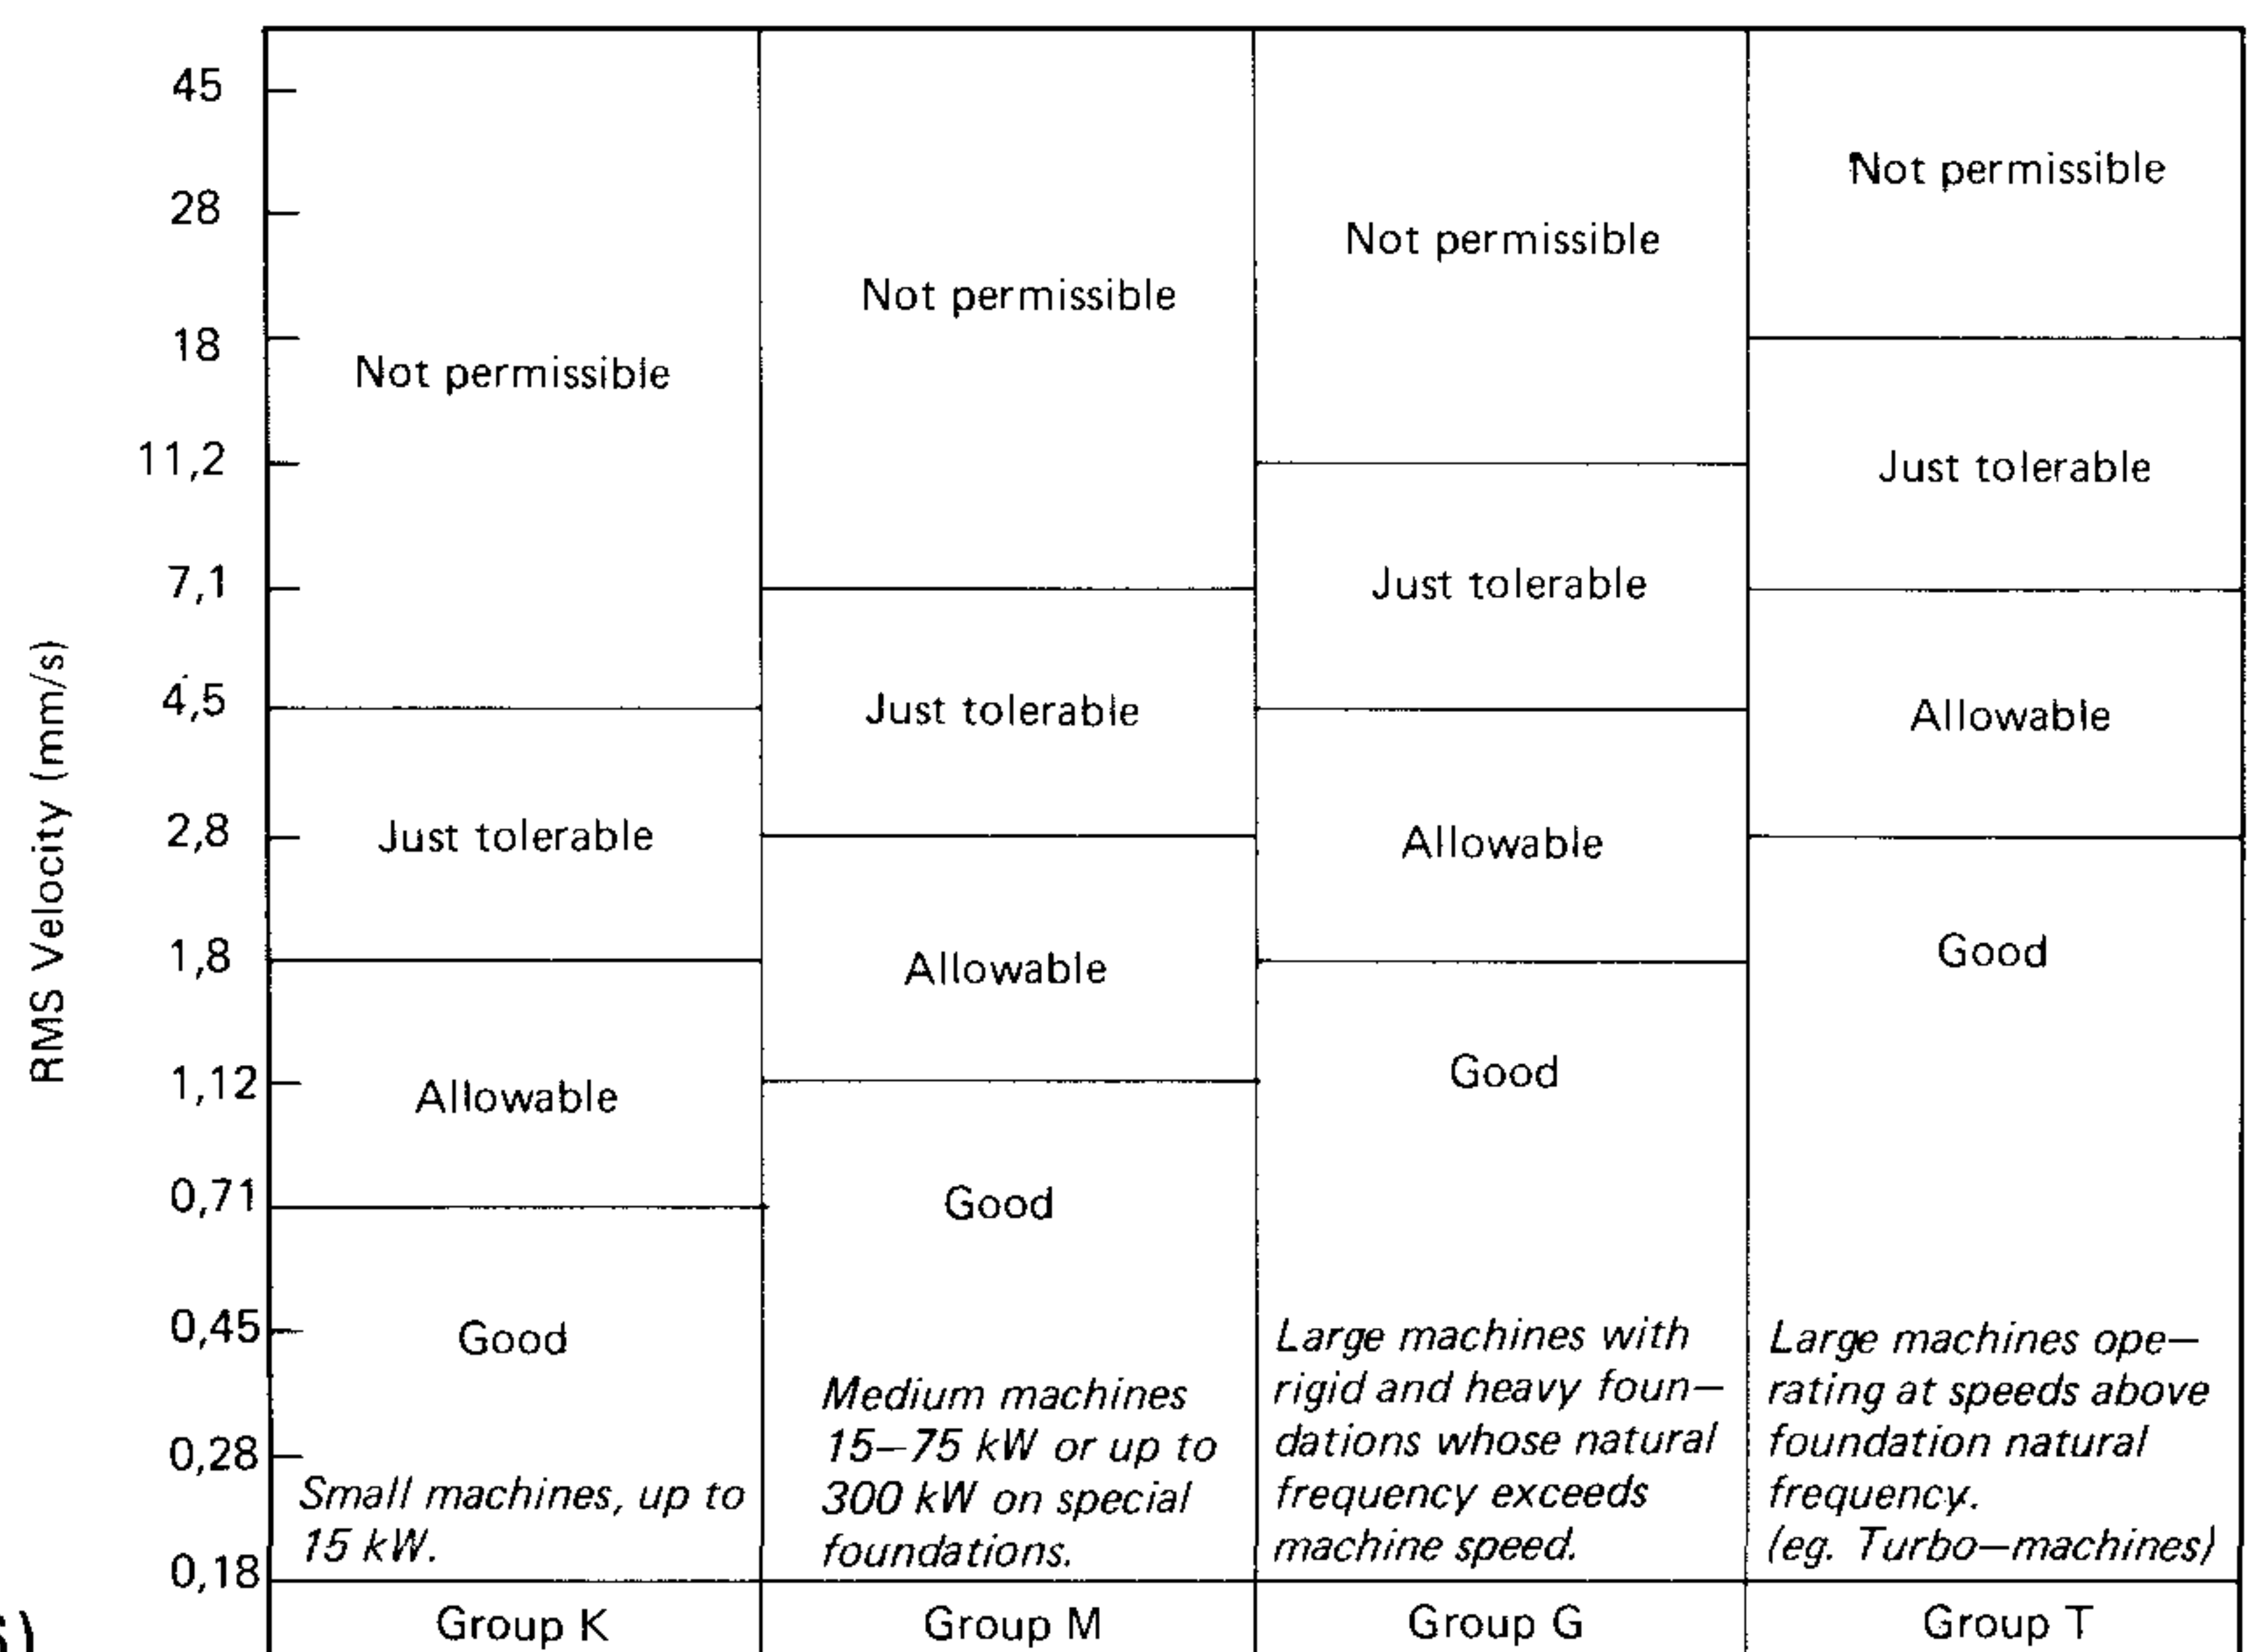 45
28
18
11,2
7,1
4,5
2,8
1,8
1,12
0,71
0,45
0,28
0,18
RMS Velocity (mm/s)
Not permissible
Just tolerable
Allowable
Good
Small machines, up to
15 kW.
Group K
Not permissible
Just tolerable
Allowable
Good
Medium machines
15–75 kW or up to
300 kW on special
foundations.
Group M
Not permissible
Just tolerable
Allowable
Good
Large machines with
rigid and heavy foun–
dations whose natural
frequency exceeds
machine speed.
Group G
Not permissible
Just tolerable
Allowable
Good
Large machines ope–
rating at speeds above
foundation natural
frequency.
(eg. Turbo–machines)
Group T